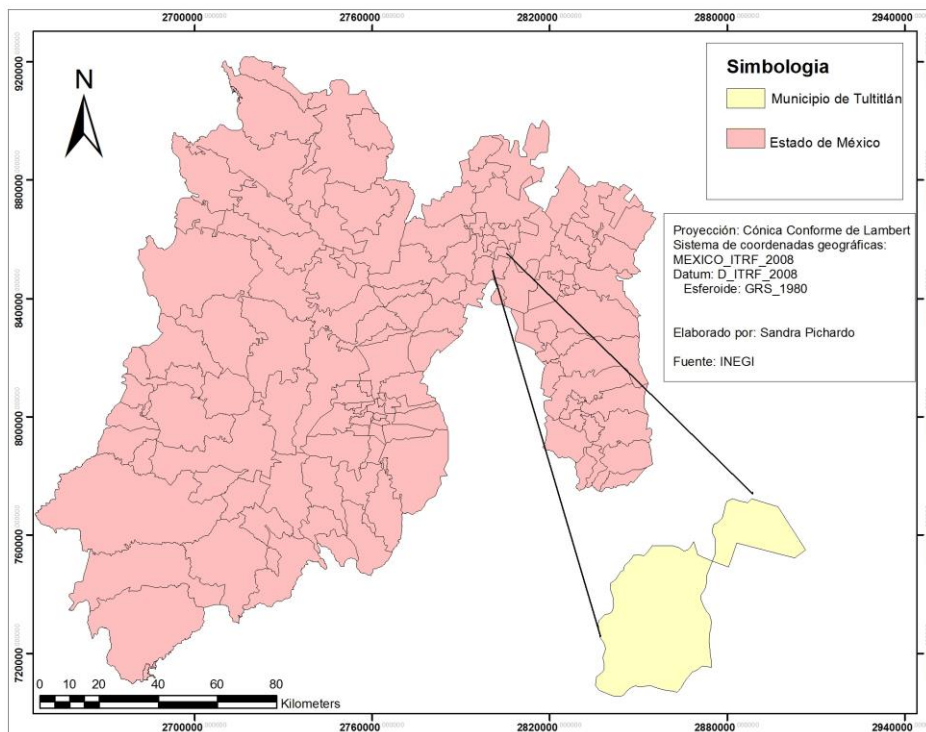 2700000 2760000 2820000 2880000 2940000
920000
880000
840000
800000
760000
720000
N
Simbologia
Municipio de Tultitlán
Estado de México
Proyección: Cónica Conforme de Lambert
Sistema de coordenadas geográficas:
MEXICO_ITRF_2008
Datum: D_ITRF_2008
Esferoide: GRS_1980
Elaborado por: Sandra Pichardo
Fuente: INEGI
0 10 20 40 60 80
Kilometers
2700000 2760000 2820000 2880000 2940000